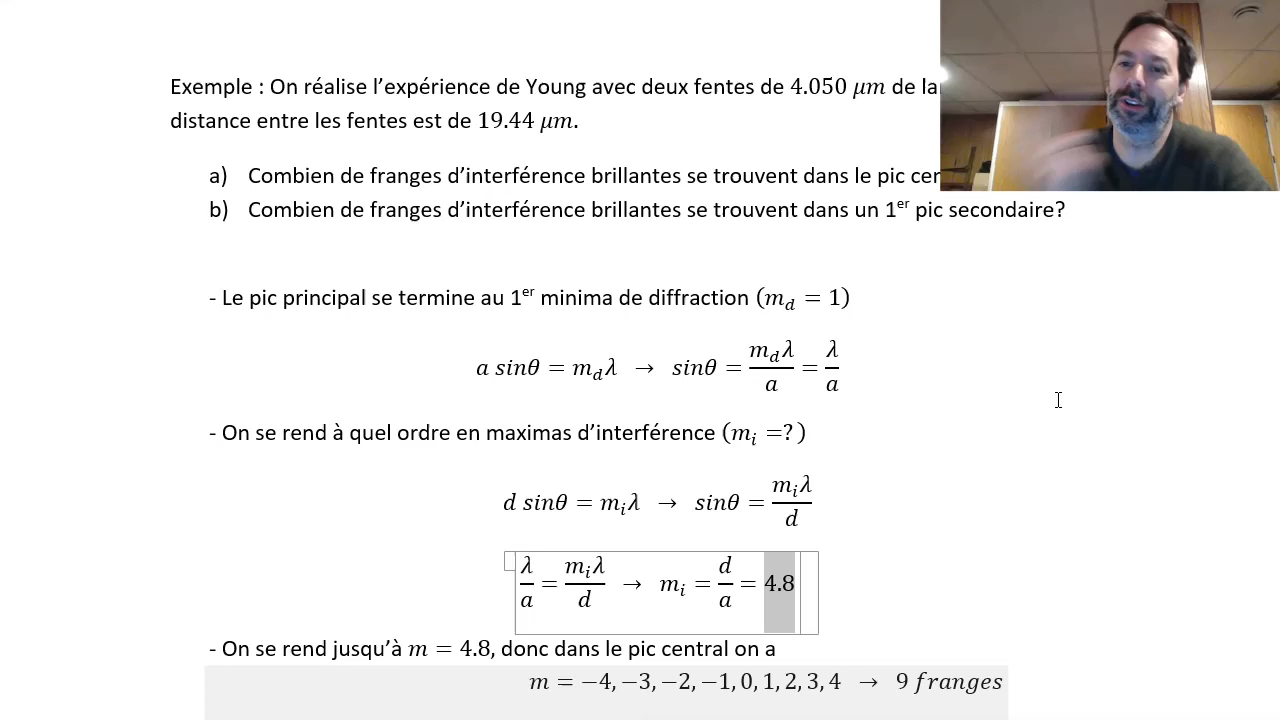 Exemple : On réalise l'expérience de Young avec deux fentes de 4.050 μm de
distance entre les fentes est de 19.44 μm.
a) Combien de franges d'interférence brillantes se trouvent dans le pic
b) Combien de franges d'interférence brillantes se trouvent dans un 1er pic secondaire?
- Le pic principal se termine au 1er minima de diffraction (m_d = 1)
a sinθ = m_d λ → sinθ = m_d λ / a = λ / a
- On se rend à quel ordre en maximas d'interférence (m_i =?)
d sinθ = m_i λ → sinθ = m_i λ / d
λ / a = m_i λ / d → m_i = d / a = 4.8
- On se rend jusqu'à m = 4.8, donc dans le pic central on a
m = −4, −3, −2, −1, 0, 1, 2, 3, 4 → 9 franges